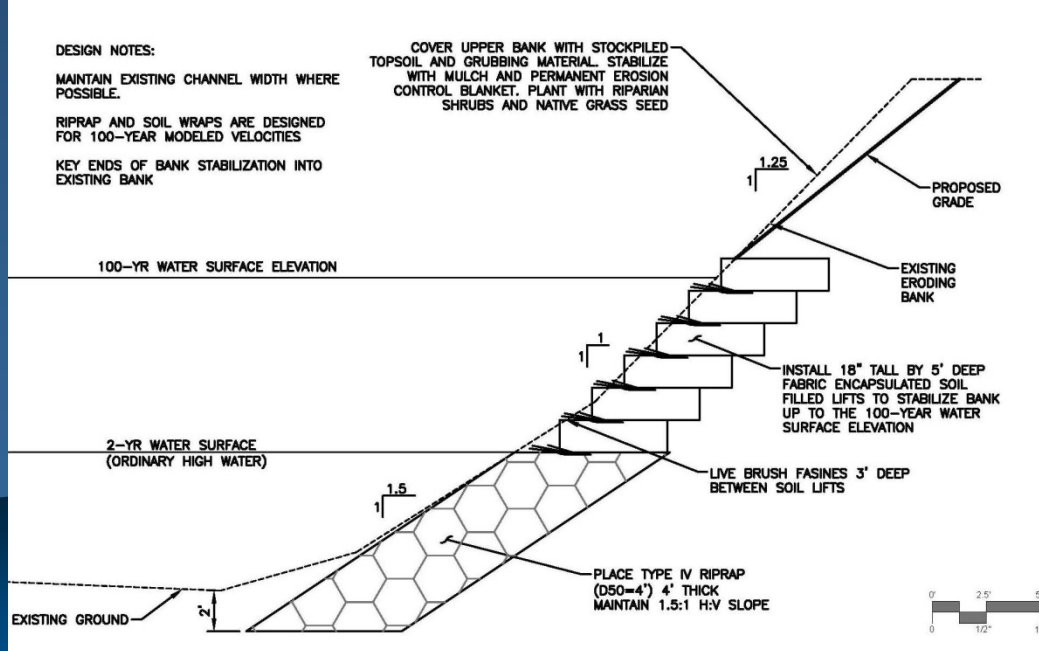 DESIGN NOTES:
MAINTAIN EXISTING CHANNEL WIDTH WHERE
POSSIBLE.
RIPRAP AND SOIL WRAPS ARE DESIGNED
FOR 100-YEAR MODELED VELOCITIES
KEY ENDS OF BANK STABILIZATION INTO
EXISTING BANK
COVER UPPER BANK WITH STOCKPILED
TOPSOIL AND GRUBBING MATERIAL. STABILIZE
WITH MULCH AND PERMANENT EROSION
CONTROL BLANKET. PLANT WITH RIPARIAN
SHRUBS AND NATIVE GRASS SEED
1.25
1
PROPOSED
GRADE
100-YR WATER SURFACE ELEVATION
EXISTING
ERODING
BANK
1
1
INSTALL 18" TALL BY 5' DEEP
FABRIC ENCAPSULATED SOIL
FILLED LIFTS TO STABILIZE BANK
UP TO THE 100-YEAR WATER
SURFACE ELEVATION
2-YR WATER SURFACE
(ORDINARY HIGH WATER)
LIVE BRUSH FASINES 3' DEEP
BETWEEN SOIL LIFTS
1.5
1
PLACE TYPE IV RIPRAP
(D50=4') 4' THICK
MAINTAIN 1.5:1 H:V SLOPE
EXISTING GROUND
2'
0' 2.5'
0 1/2"